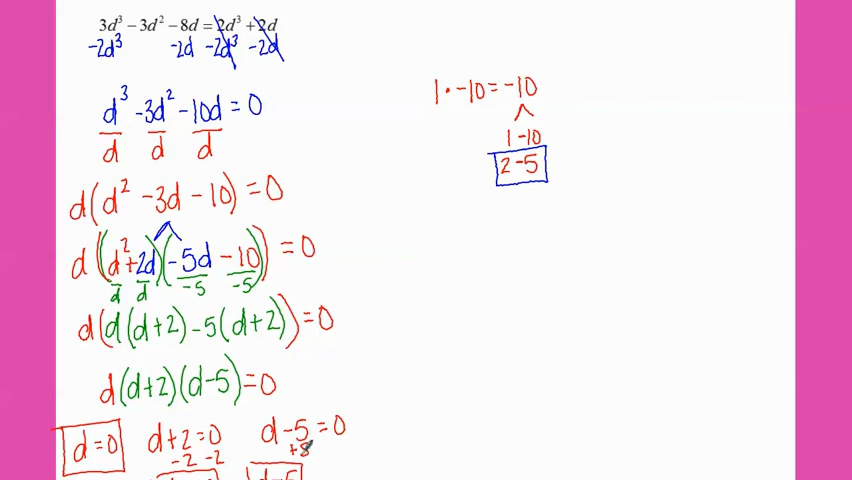 3d³ − 3d² − 8d = 2d³ + 2d
-2d³ -2d -2d³ -2d
d³ -3d² -10d = 0
d d d
d(d² -3d -10) = 0
d((d² +2d)(-5d -10)) = 0
d d -5 -5
d(d(d+2) -5(d+2)) = 0
d(d+2)(d-5) = 0
d=0 d+2=0 d-5=0
-2 -2
d=5
1 · -10 = -10
1 -10
2 -5